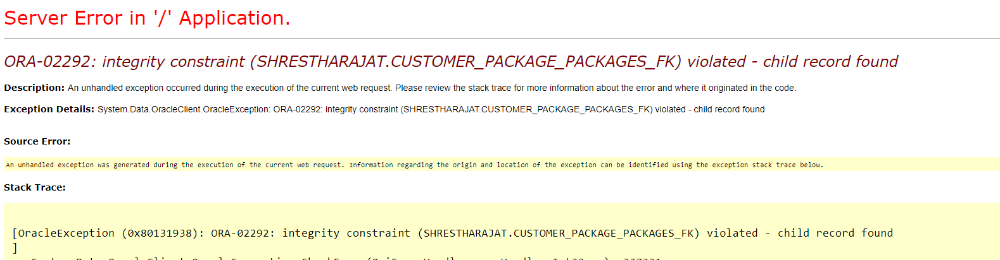 Server Error in '/' Application.
ORA-02292: integrity constraint (SHRESTHARAJAT.CUSTOMER_PACKAGE_PACKAGES_FK) violated - child record found
Description: An unhandled exception occurred during the execution of the current web request. Please review the stack trace for more information about the error and where it originated in the code.
Exception Details: System.Data.OracleClient.OracleException: ORA-02292: integrity constraint (SHRESTHARAJAT.CUSTOMER_PACKAGE_PACKAGES_FK) violated - child record found
Source Error:
An unhandled exception was generated during the execution of the current web request. Information regarding the origin and location of the exception can be identified using the exception stack trace below.
Stack Trace:
[OracleException (0x80131938): ORA-02292: integrity constraint (SHRESTHARAJAT.CUSTOMER_PACKAGE_PACKAGES_FK) violated - child record found
]